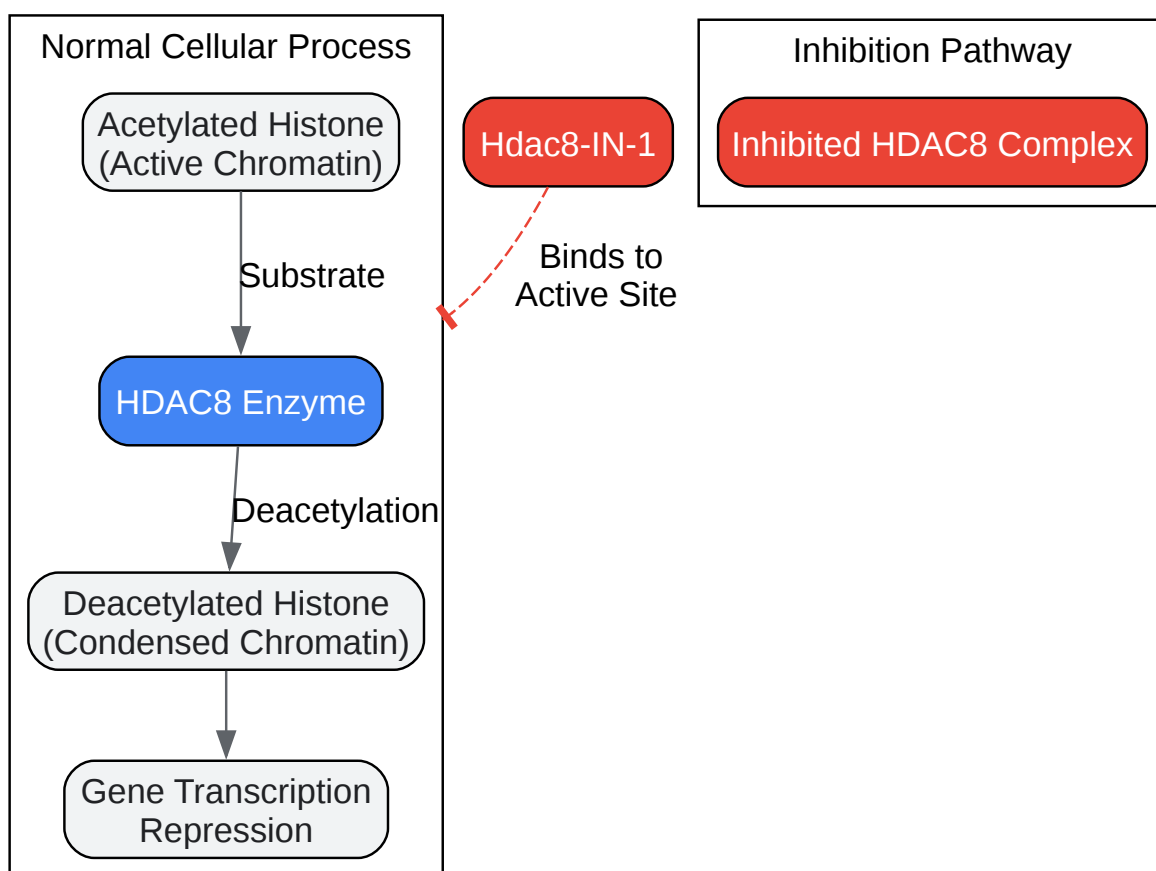 Normal Cellular Process
Acetylated Histone
(Active Chromatin)
Substrate
HDAC8 Enzyme
Deacetylation
Deacetylated Histone
(Condensed Chromatin)
Gene Transcription
Repression
Hdac8-IN-1
Binds to
Active Site
Inhibition Pathway
Inhibited HDAC8 Complex